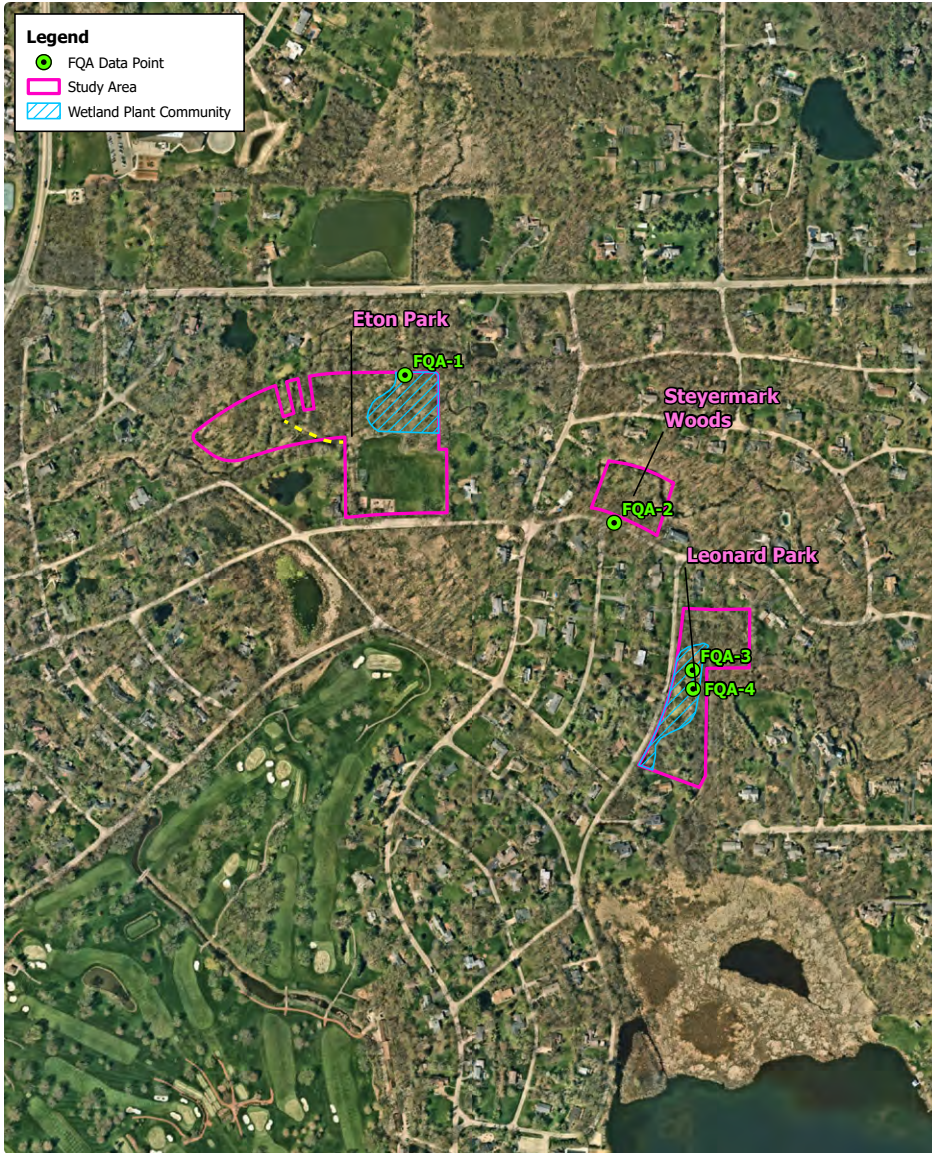 Legend
FQA Data Point
Study Area
Wetland Plant Community
Eton Park
FQA-1
Steyermark
Woods
FQA-2
Leonard Park
FQA-3
FQA-4